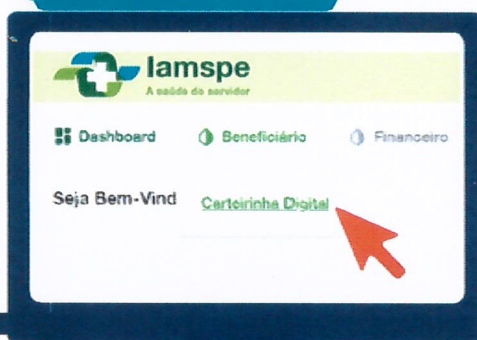 Iamspe
A saúde do servidor
Dashboard Beneficiário Financeiro
Seja Bem-Vind Carteirinha Digital